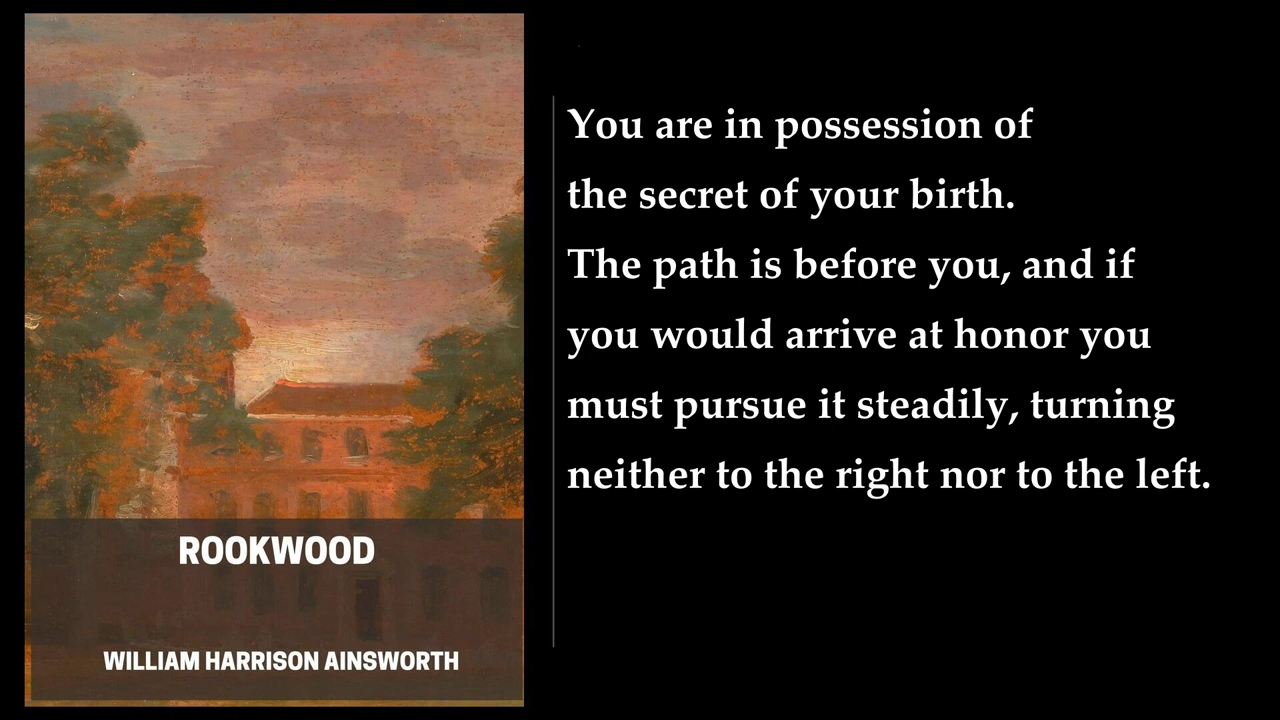 ROOKWOOD
WILLIAM HARRISON AINSWORTH
You are in possession of
the secret of your birth.
The path is before you, and if
you would arrive at honor you
must pursue it steadily, turning
neither to the right nor to the left.